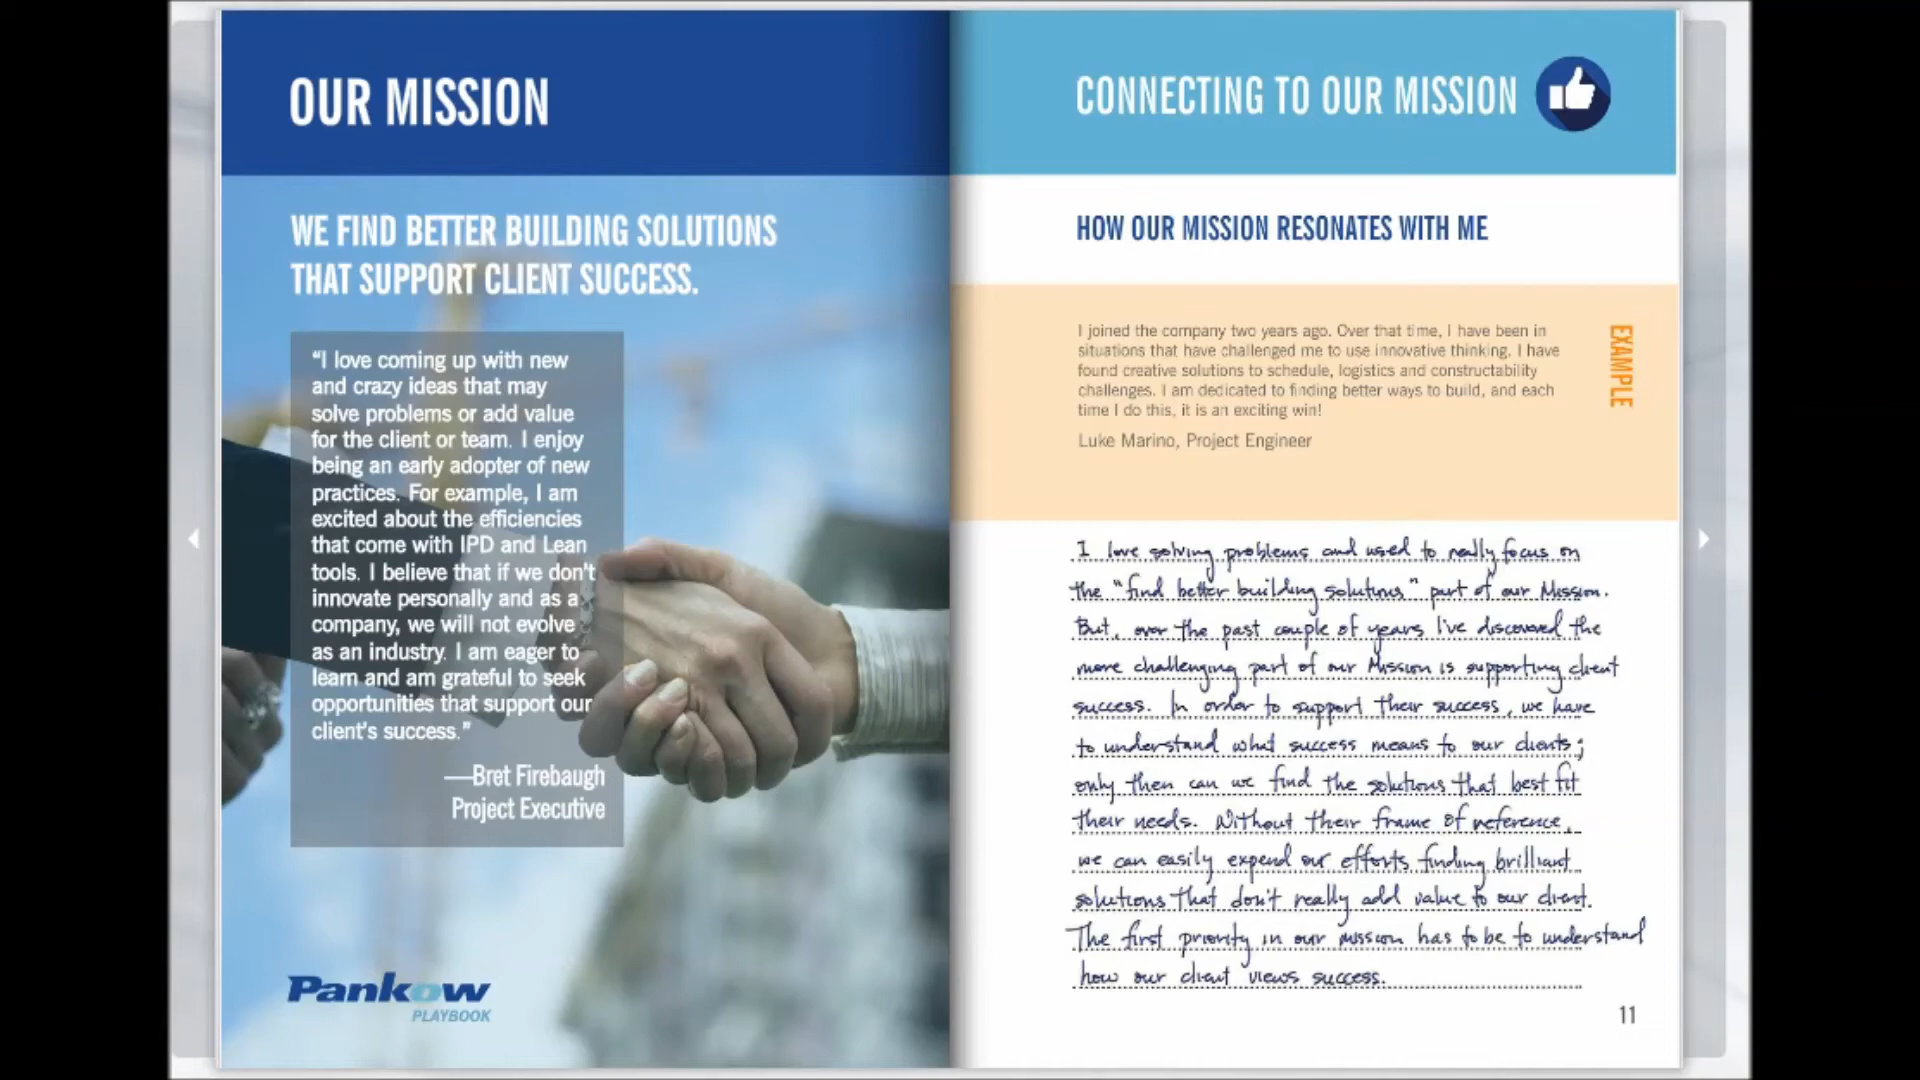 OUR MISSION
WE FIND BETTER BUILDING SOLUTIONS
THAT SUPPORT CLIENT SUCCESS.
“I love coming up with new
and crazy ideas that may
solve problems or add value
for the client or team. I enjoy
being an early adopter of new
practices. For example, I am
excited about the efficiencies
that come with IPD and Lean
tools. I believe that if we don't
innovate personally and as a
company, we will not evolve
as an industry. I am eager to
learn and am grateful to seek
opportunities that support our
client's success.”
—Bret Firebaugh
Project Executive
Pankow
PLAYBOOK
CONNECTING TO OUR MISSION
HOW OUR MISSION RESONATES WITH ME
I joined the company two years ago. Over that time, I have been in
situations that have challenged me to use innovative thinking. I have
found creative solutions to schedule, logistics and constructability
challenges. I am dedicated to finding better ways to build, and each
time I do this, it is an exciting win!
Luke Marino, Project Engineer
EXAMPLE
I love solving problems and used to really focus on
the "find better building solutions" part of our Mission.
But, over the past couple of years I've discovered the
more challenging part of our Mission is supporting client
success. In order to support their success, we have
to understand what success means to our clients;
only then can we find the solutions that best fit
their needs. Without their frame of reference,
we can easily expend our efforts finding brilliant
solutions that don't really add value to our client.
The first priority in our mission has to be to understand
how our client views success.
11